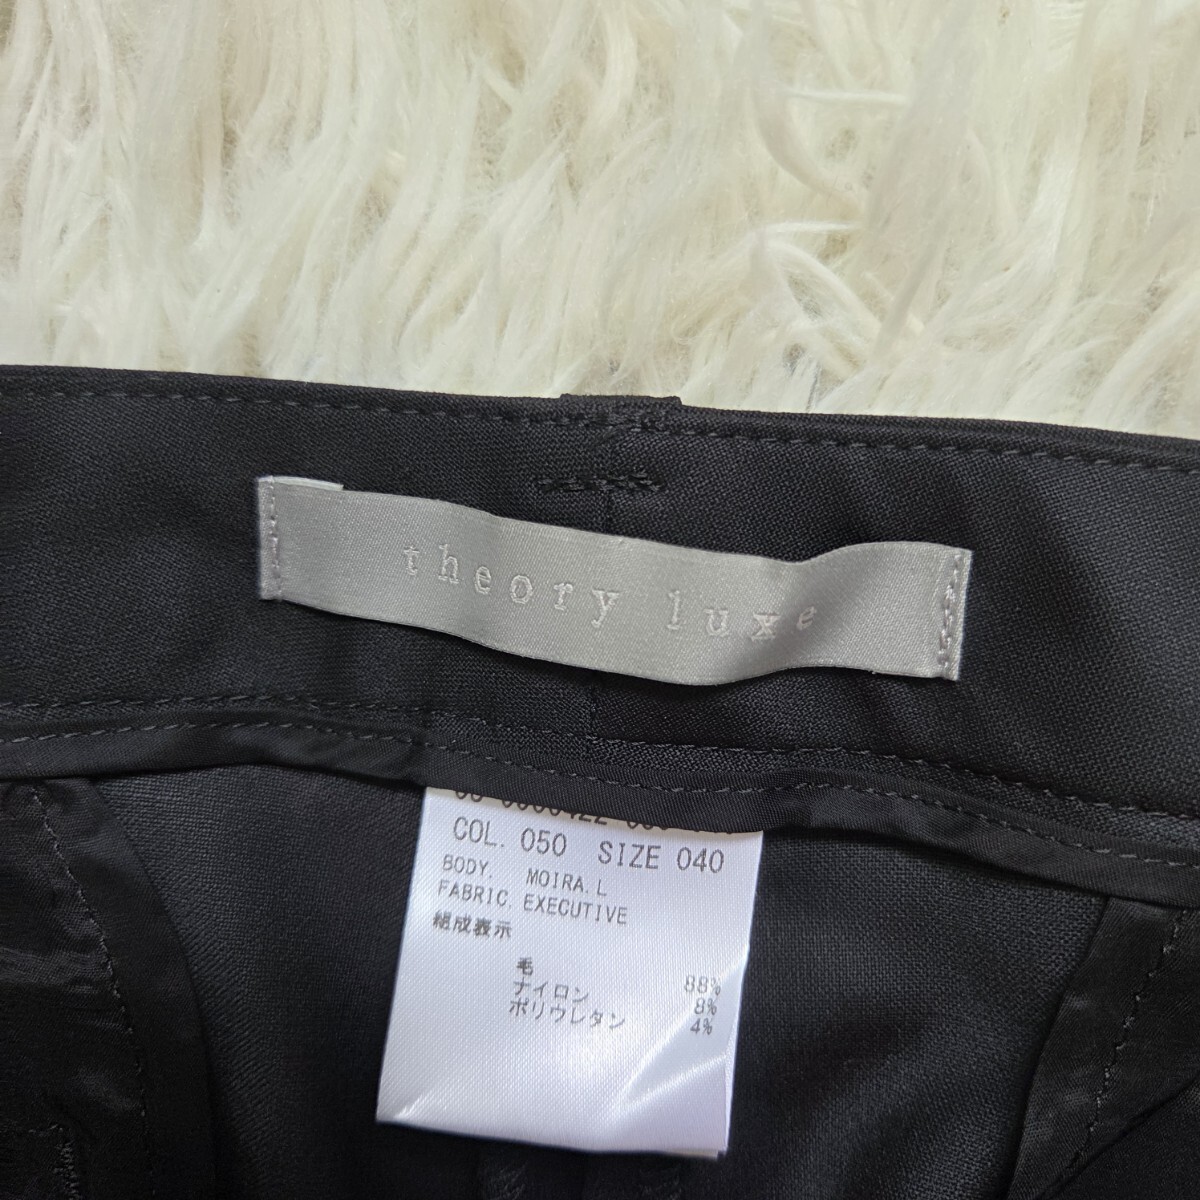 theory luxe
COL. 050 SIZE 040
BODY. MOIRA.L
FABRIC. EXECUTIVE
組成表示
毛 88%
ナイロン 8%
ポリウレタン 4%